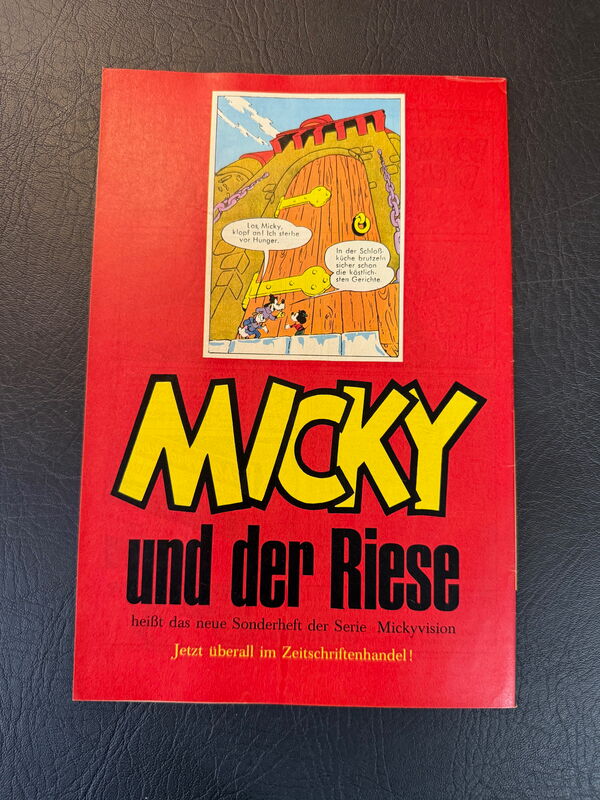 Los, Micky,
klopf an! Ich sterbe
vor Hunger.
In der Schloß-
küche brutzeln
sicher schon
die köstlich-
sten Gerichte.
MICKY
und der Riese
heißt das neue Sonderheft der Serie Mickyvision
Jetzt überall im Zeitschriftenhandel!